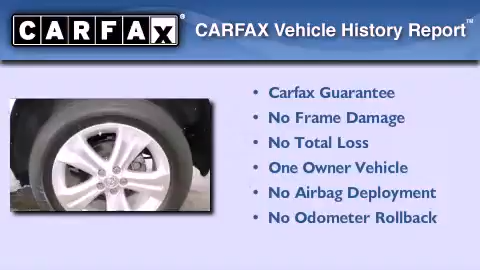 CARFAX® CARFAX Vehicle History Report™
• Carfax Guarantee
• No Frame Damage
• No Total Loss
• One Owner Vehicle
• No Airbag Deployment
• No Odometer Rollback